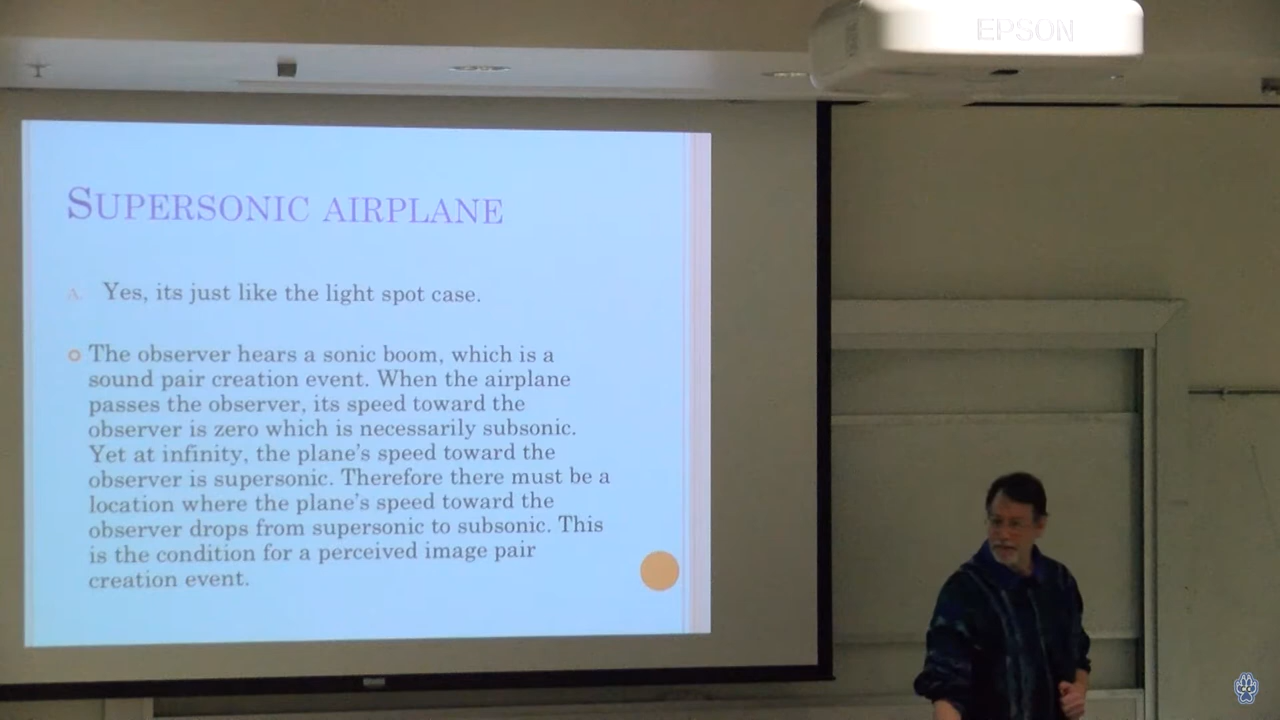 EPSON
SUPERSONIC AIRPLANE
A. Yes, its just like the light spot case.
The observer hears a sonic boom, which is a
sound pair creation event. When the airplane
passes the observer, its speed toward the
observer is zero which is necessarily subsonic.
Yet at infinity, the plane's speed toward the
observer is supersonic. Therefore there must be a
location where the plane's speed toward the
observer drops from supersonic to subsonic. This
is the condition for a perceived image pair
creation event.